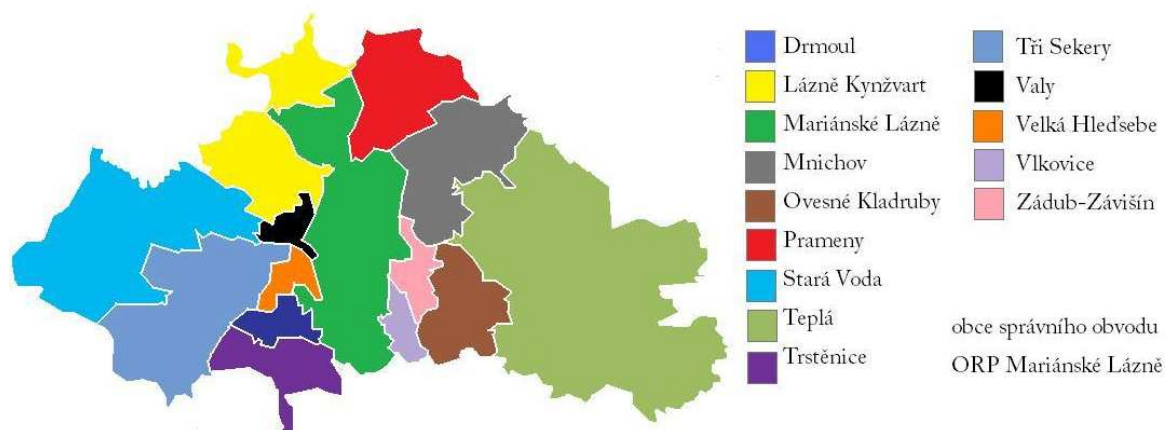 Drmoul
Lázně Kynžvart
Mariánské Lázně
Mnichov
Ovesné Kladruby
Prameny
Stará Voda
Teplá
Trstěnice
Tři Sekery
Valy
Velká Hleďsebe
Vlkovice
Zádub-Závišín
obce správního obvodu
ORP Mariánské Lázně